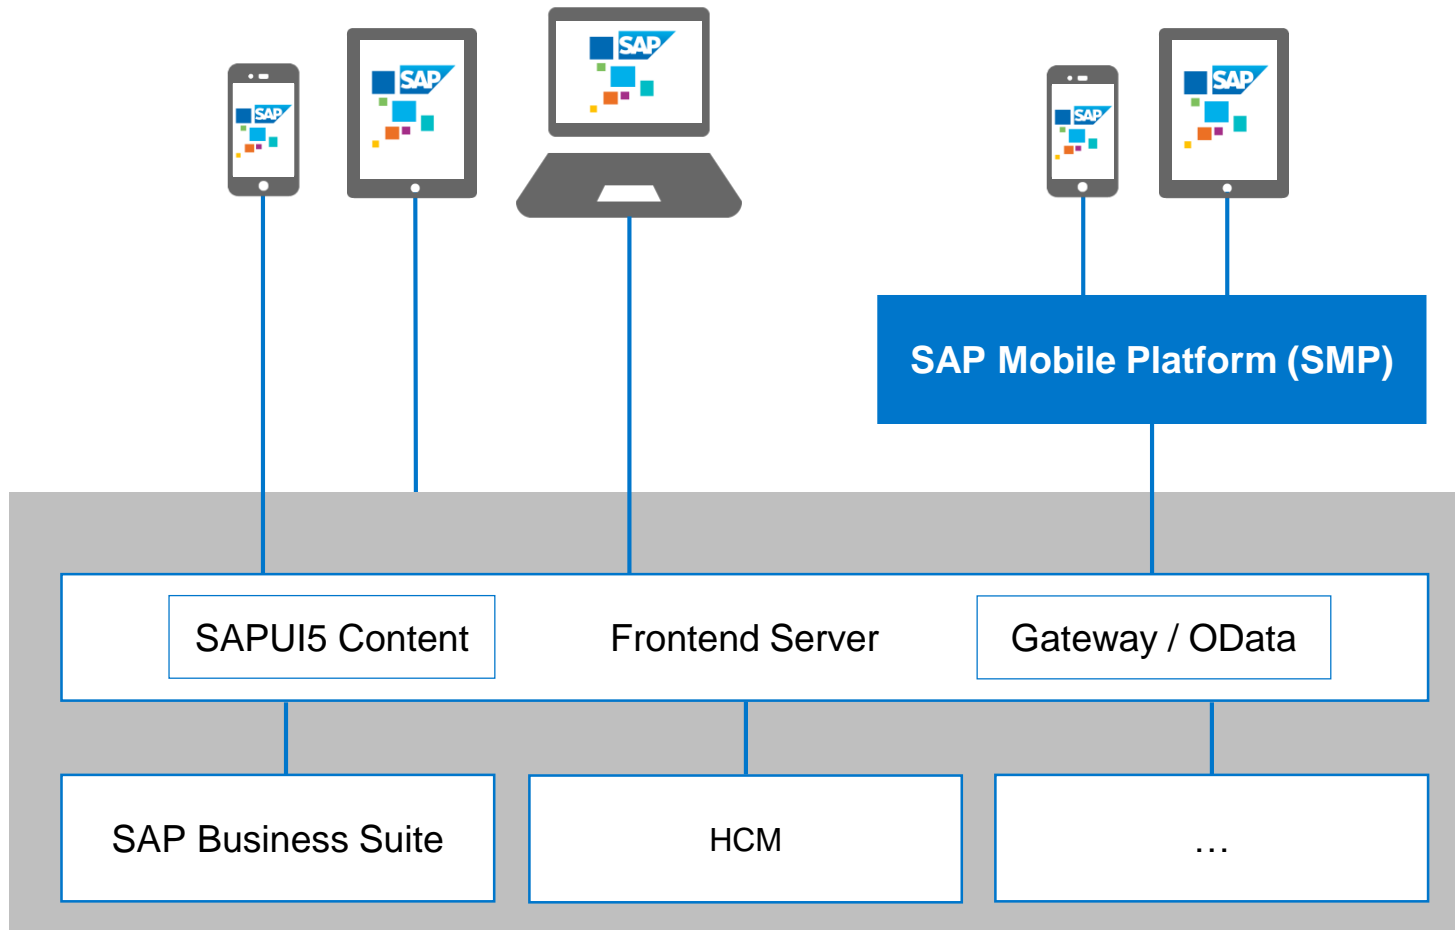 SAP
SAP
SAP
SAP
SAP
SAP Mobile Platform (SMP)
SAPUI5 Content
Frontend Server
Gateway / OData
SAP Business Suite
HCM
…